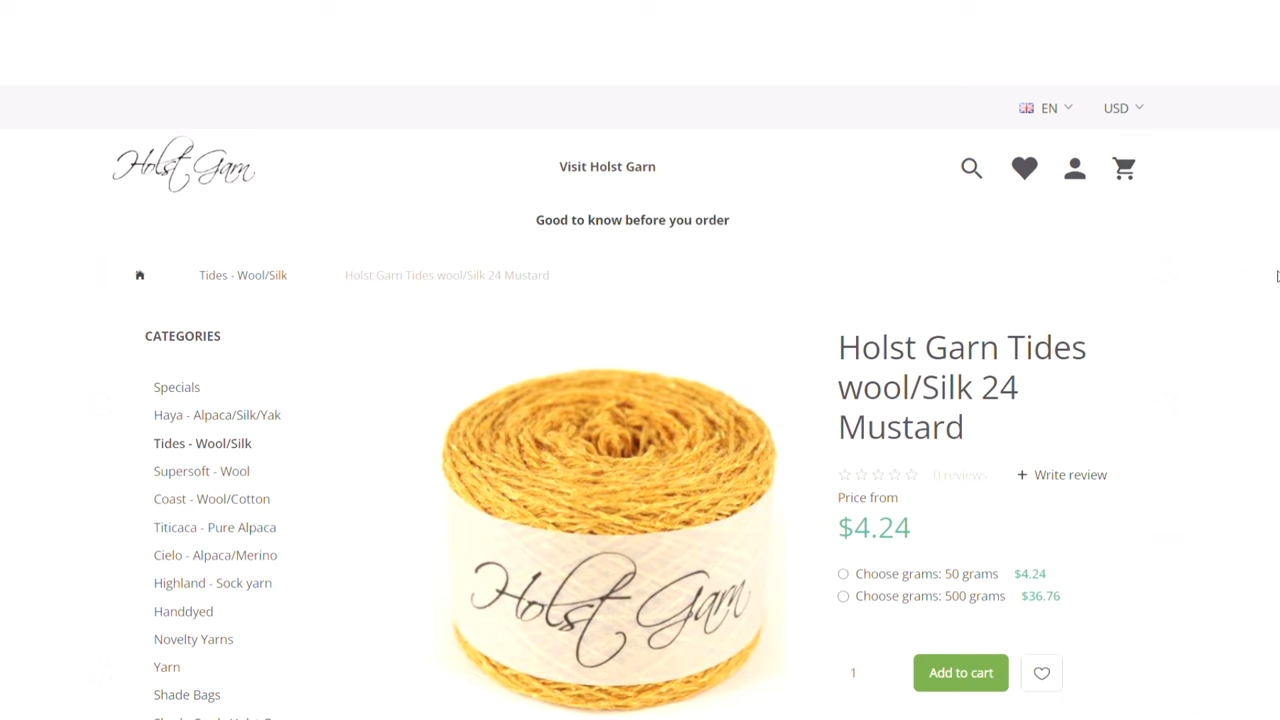 EN
USD
Holst Garn
Visit Holst Garn
Good to know before you order
Tides - Wool/Silk
Holst Garn Tides wool/Silk 24 Mustard
CATEGORIES
Specials
Haya - Alpaca/Silk/Yak
Tides - Wool/Silk
Supersoft - Wool
Coast - Wool/Cotton
Titicaca - Pure Alpaca
Cielo - Alpaca/Merino
Highland - Sock yarn
Handdyed
Novelty Yarns
Yarn
Shade Bags
Holst Garn
Holst Garn Tides
wool/Silk 24
Mustard
0 reviews
+ Write review
Price from
$4.24
Choose grams: 50 grams $4.24
Choose grams: 500 grams $36.76
1
Add to cart